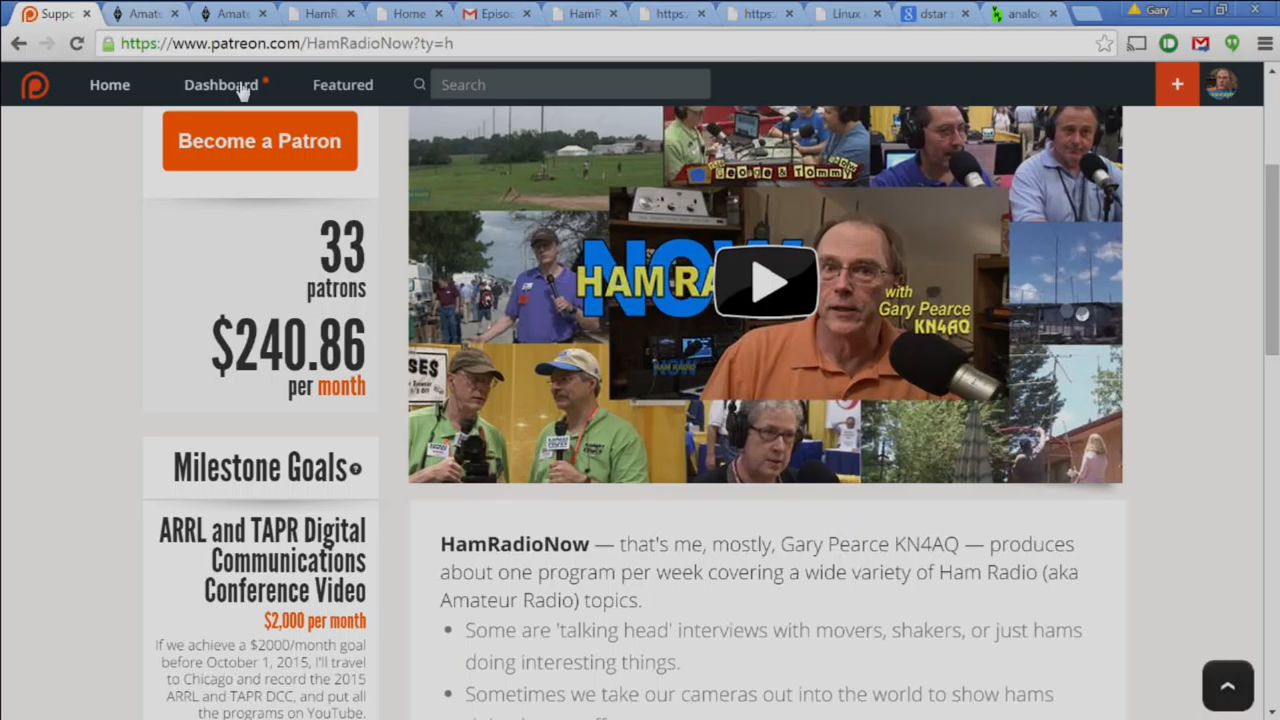 Suppo
Amate
Amate
HamR
Home
Episo
HamR
https:
https:
Linux
dstar
analog
Gary
https://www.patreon.com/HamRadioNow?ty=h
Home
Dashboard
Featured
Search
+
Become a Patron
33
patrons
$240.86
per month
Milestone Goals?
ARRL and TAPR Digital
Communications
Conference Video
$2,000 per month
If we achieve a $2000/month goal
before October 1, 2015, I'll travel
to Chicago and record the 2015
ARRL and TAPR DCC, and put all
the programs on YouTube.
George & Tommy
NOW
HAM RA
with
Gary Pearce
KN4AQ
HamRadioNow — that's me, mostly, Gary Pearce KN4AQ — produces
about one program per week covering a wide variety of Ham Radio (aka
Amateur Radio) topics.
• Some are 'talking head' interviews with movers, shakers, or just hams
doing interesting things.
• Sometimes we take our cameras out into the world to show hams